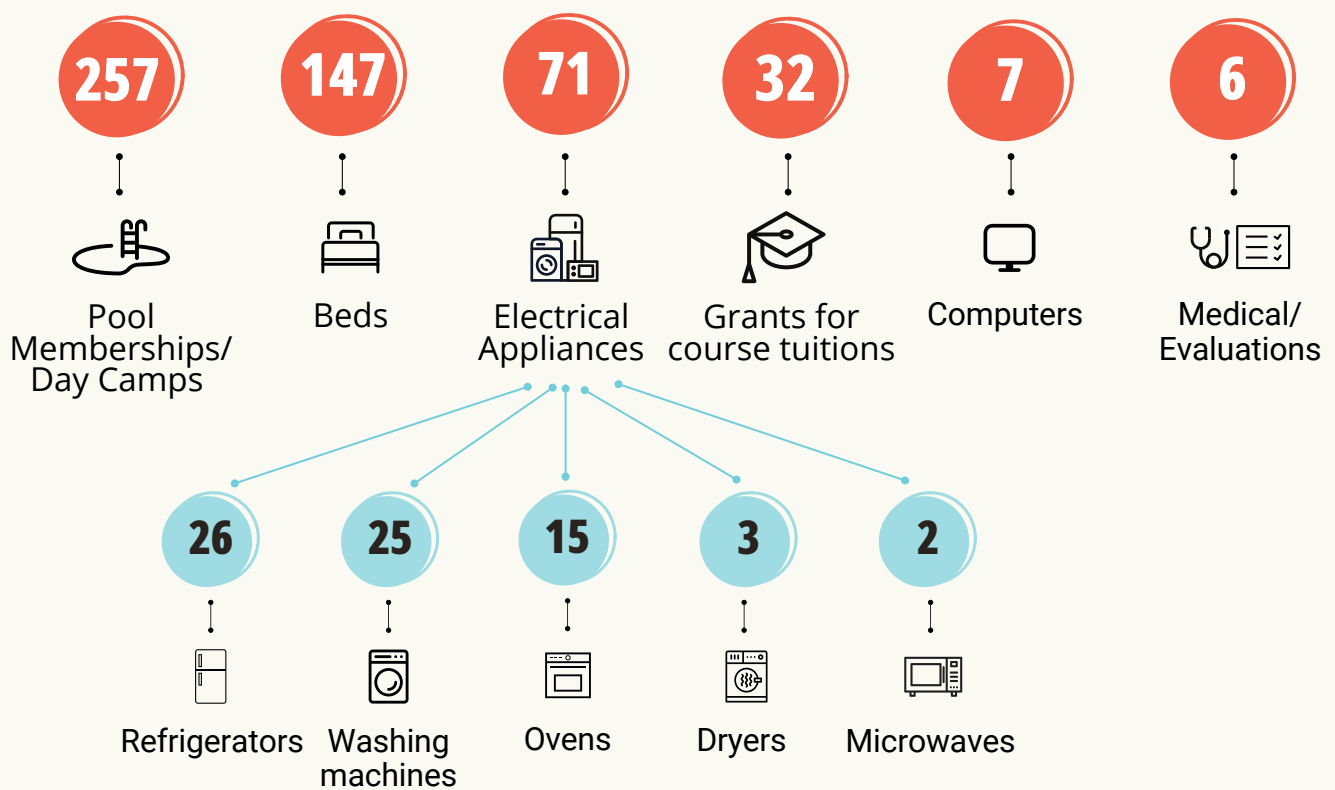 257
147
71
32
7
6
Pool
Memberships/
Day Camps
Beds
Electrical
Appliances
Grants for
course tuitions
Computers
Medical/
Evaluations
26
25
15
3
2
Refrigerators
Washing
machines
Ovens
Dryers
Microwaves